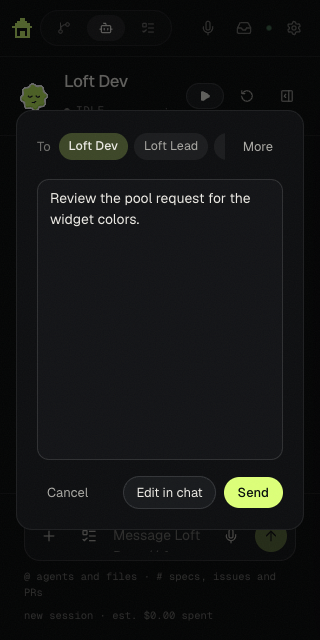 Loft Dev
IDLE
To Loft Dev Loft Lead More
Review the pool request for the
widget colors.
Cancel Edit in chat Send
Message Loft
@ agents and files · # specs, issues and
PRs
new session · est. $0.00 spent